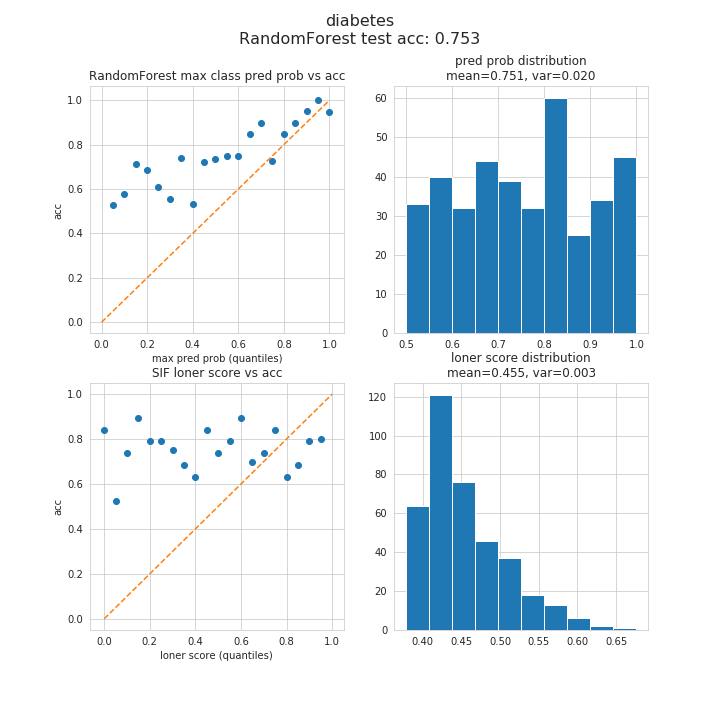 diabetes
RandomForest test acc: 0.753
RandomForest max class pred prob vs acc
1.0
0.8
0.6
0.4
0.2
0.0
acc
0.0 0.2 0.4 0.6 0.8 1.0
max pred prob (quantiles)
pred prob distribution
mean=0.751, var=0.020
60
50
40
30
20
10
0
0.5 0.6 0.7 0.8 0.9 1.0
SIF loner score vs acc
1.0
0.8
0.6
0.4
0.2
0.0
acc
0.0 0.2 0.4 0.6 0.8 1.0
loner score (quantiles)
loner score distribution
mean=0.455, var=0.003
120
100
80
60
40
20
0
0.40 0.45 0.50 0.55 0.60 0.65